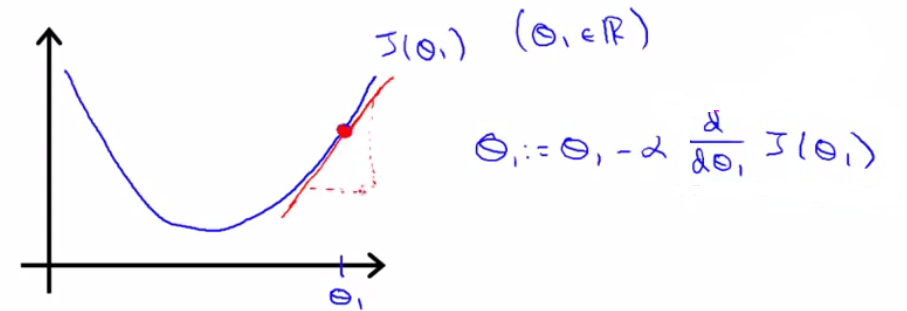 J(θ₁) (θ₁ ∈ ℝ)
θ₁ := θ₁ - α d/dθ₁ J(θ₁)
θ₁